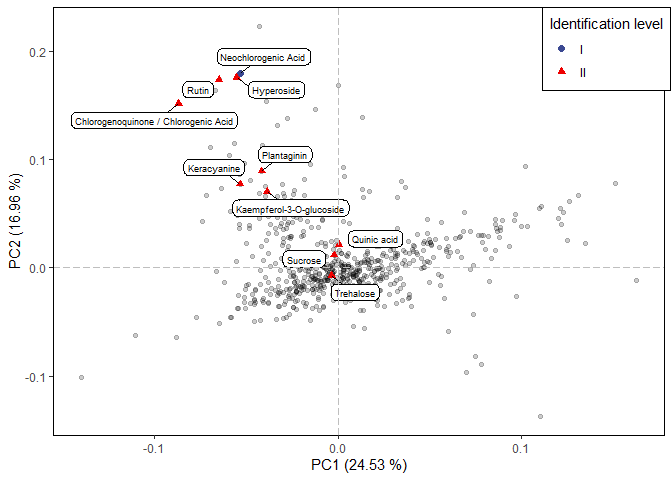 Identification level
I
II
Neochlorogenic Acid
Rutin
Hyperoside
Chlorogenoquinone / Chlorogenic Acid
Plantaginin
Keracyanine
Kaempferol-3-O-glucoside
Quinic acid
Sucrose
Trehalose
0.2
0.1
0.0
-0.1
PC2 (16.96 %)
-0.1
0.0
0.1
PC1 (24.53 %)